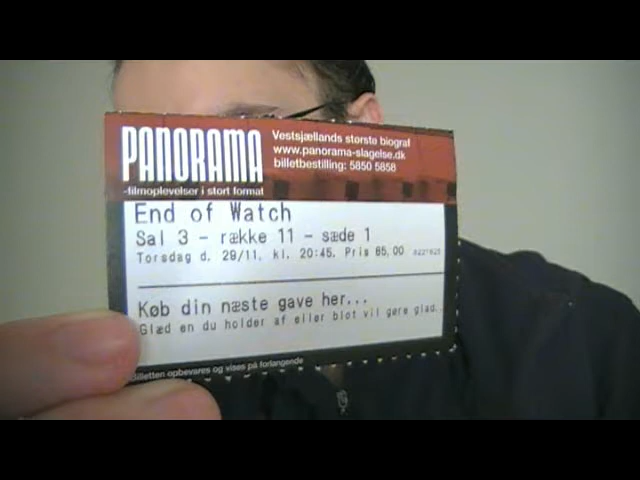 PANORAMA
-filmoplevelser i stort format
Vestsjællands største biograf
www.panorama-slagelse.dk
billetbestilling: 5850 5858
End of Watch
Sal 3 - række 11 - sæde 1
Torsdag d. 29/11, kl. 20:45. Pris 85,00
Køb din næste gave her...
Glæd en du holder af eller blot vil gøre glad.
Billetten opbevares og vises på forlangende